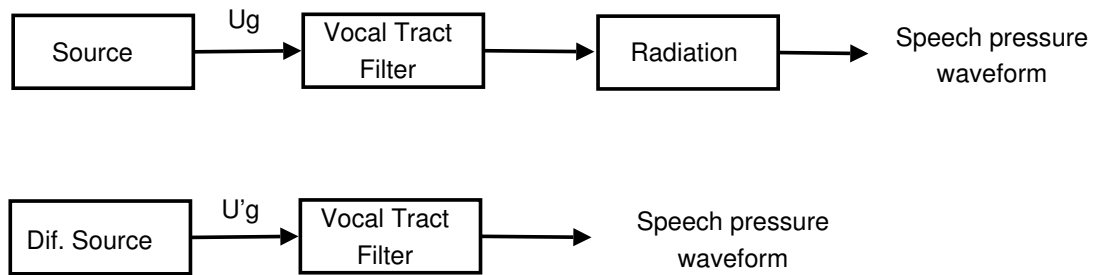 Ug
Source
Vocal Tract
Filter
Radiation
Speech pressure
waveform
U'g
Dif. Source
Vocal Tract
Filter
Speech pressure
waveform